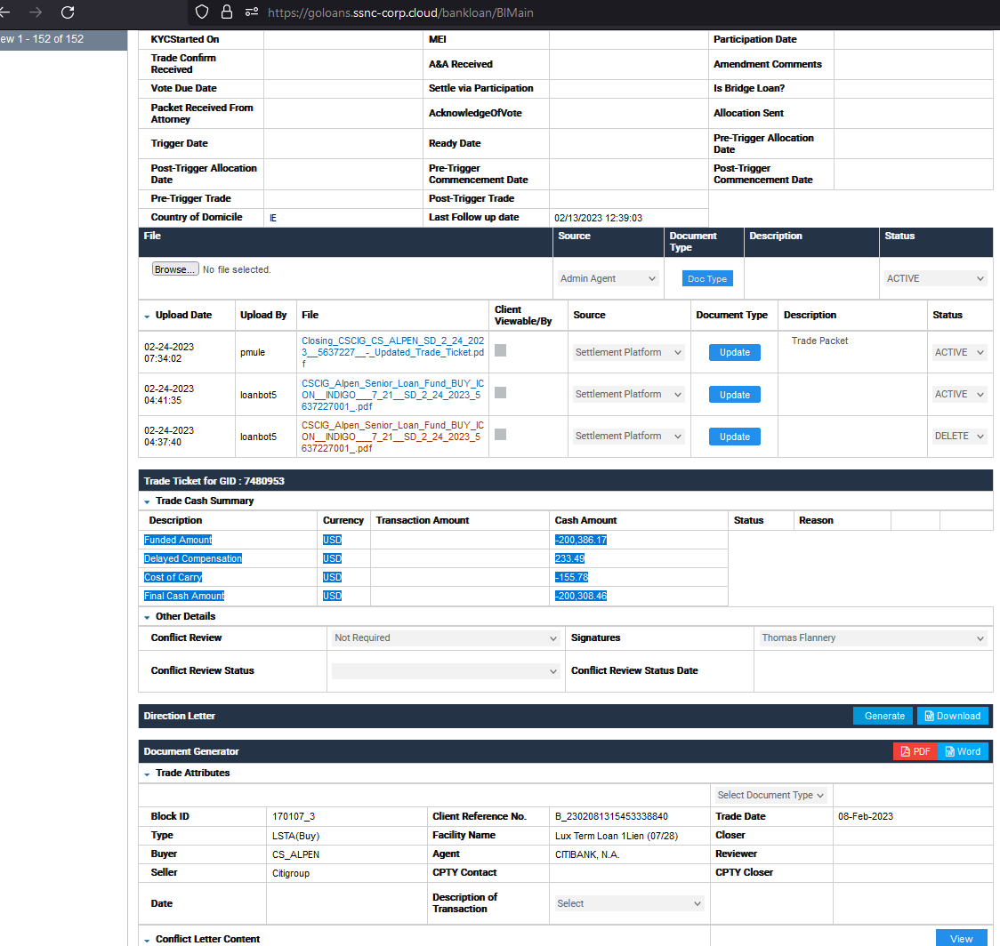 https://goloans.ssnc-corp.cloud/bankloan/BIMain
ew 1 - 152 of 152
KYCStarted On MEI Participation Date
Trade Confirm
Received A&A Received Amendment Comments
Vote Due Date Settle via Participation Is Bridge Loan?
Packet Received From
Attorney AcknowledgeOfVote Allocation Sent
Trigger Date Ready Date Pre-Trigger Allocation
Date
Post-Trigger Allocation
Date Pre-Trigger
Commencement Date Post-Trigger
Commencement Date
Pre-Trigger Trade Post-Trigger Trade
Country of Domicile IE Last Follow up date 02/13/2023 12:39:03
File Source Document
Type Description Status
Browse... No file selected. Admin Agent Doc Type ACTIVE
Upload Date Upload By File Client
Viewable/By Source Document Type Description Status
02-24-2023
07:34:02 pmule Closing_CSCIG_CS_ALPEN_SD_2_24_202
3__5637227__-_Updated_Trade_Ticket.pd
f Settlement Platform Update Trade Packet ACTIVE
02-24-2023
04:41:35 loanbot5 CSCIG_Alpen_Senior_Loan_Fund_BUY_IC
ON__INDIGO___7_21__SD_2_24_2023_5
637227001_.pdf Settlement Platform Update ACTIVE
02-24-2023
04:37:40 loanbot5 CSCIG_Alpen_Senior_Loan_Fund_BUY_IC
ON__INDIGO___7_21__SD_2_24_2023_5
637227001_.pdf Settlement Platform Update DELETE
Trade Ticket for GID : 7480953
Trade Cash Summary
Description Currency Transaction Amount Cash Amount Status Reason
Funded Amount USD -200,386.17
Delayed Compensation USD 233.49
Cost of Carry USD -155.78
Final Cash Amount USD -200,308.46
Other Details
Conflict Review Not Required Signatures Thomas Flannery
Conflict Review Status Conflict Review Status Date
Direction Letter Generate Download
Document Generator PDF Word
Trade Attributes
Select Document Type
Block ID 170107_3 Client Reference No. B_2302081315453338840 Trade Date 08-Feb-2023
Type LSTA(Buy) Facility Name Lux Term Loan 1Lien (07/28) Closer
Buyer CS_ALPEN Agent CITIBANK, N.A. Reviewer
Seller Citigroup CPTY Contact CPTY Closer
Date Description of
Transaction Select
Conflict Letter Content View